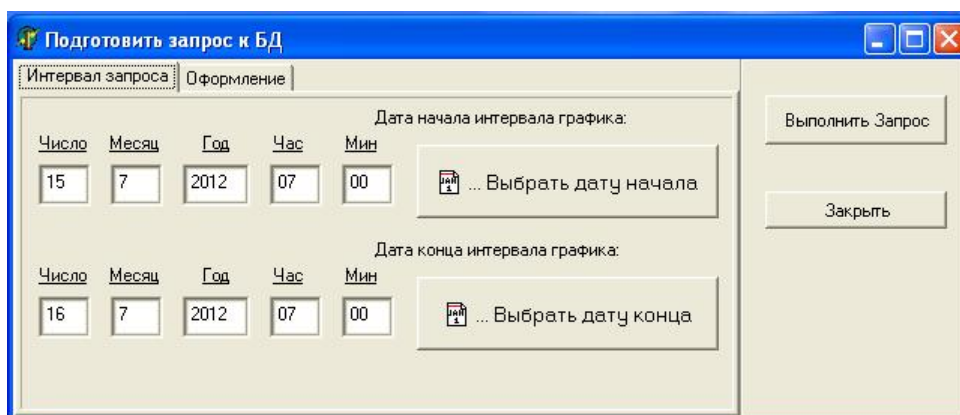 Подготовить запрос к БД
Интервал запроса Оформление
Дата начала интервала графика:
Число Месяц Год Час Мин
15 7 2012 07 00
... Выбрать дату начала
Дата конца интервала графика:
Число Месяц Год Час Мин
16 7 2012 07 00
... Выбрать дату конца
Выполнить Запрос
Закрыть